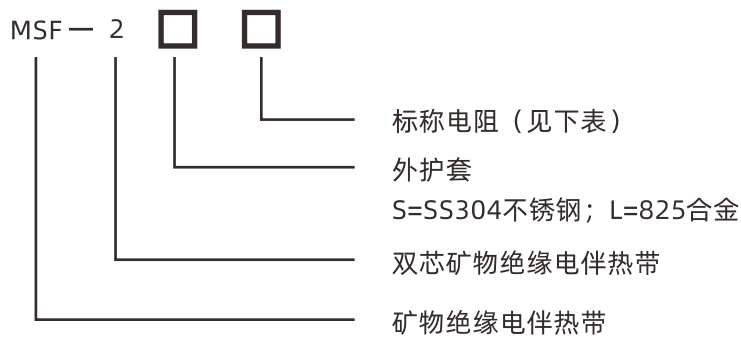 MSF— 2 □ □
标称电阻（见下表）
外护套
S=SS304不锈钢；L=825合金
双芯矿物绝缘电伴热带
矿物绝缘电伴热带